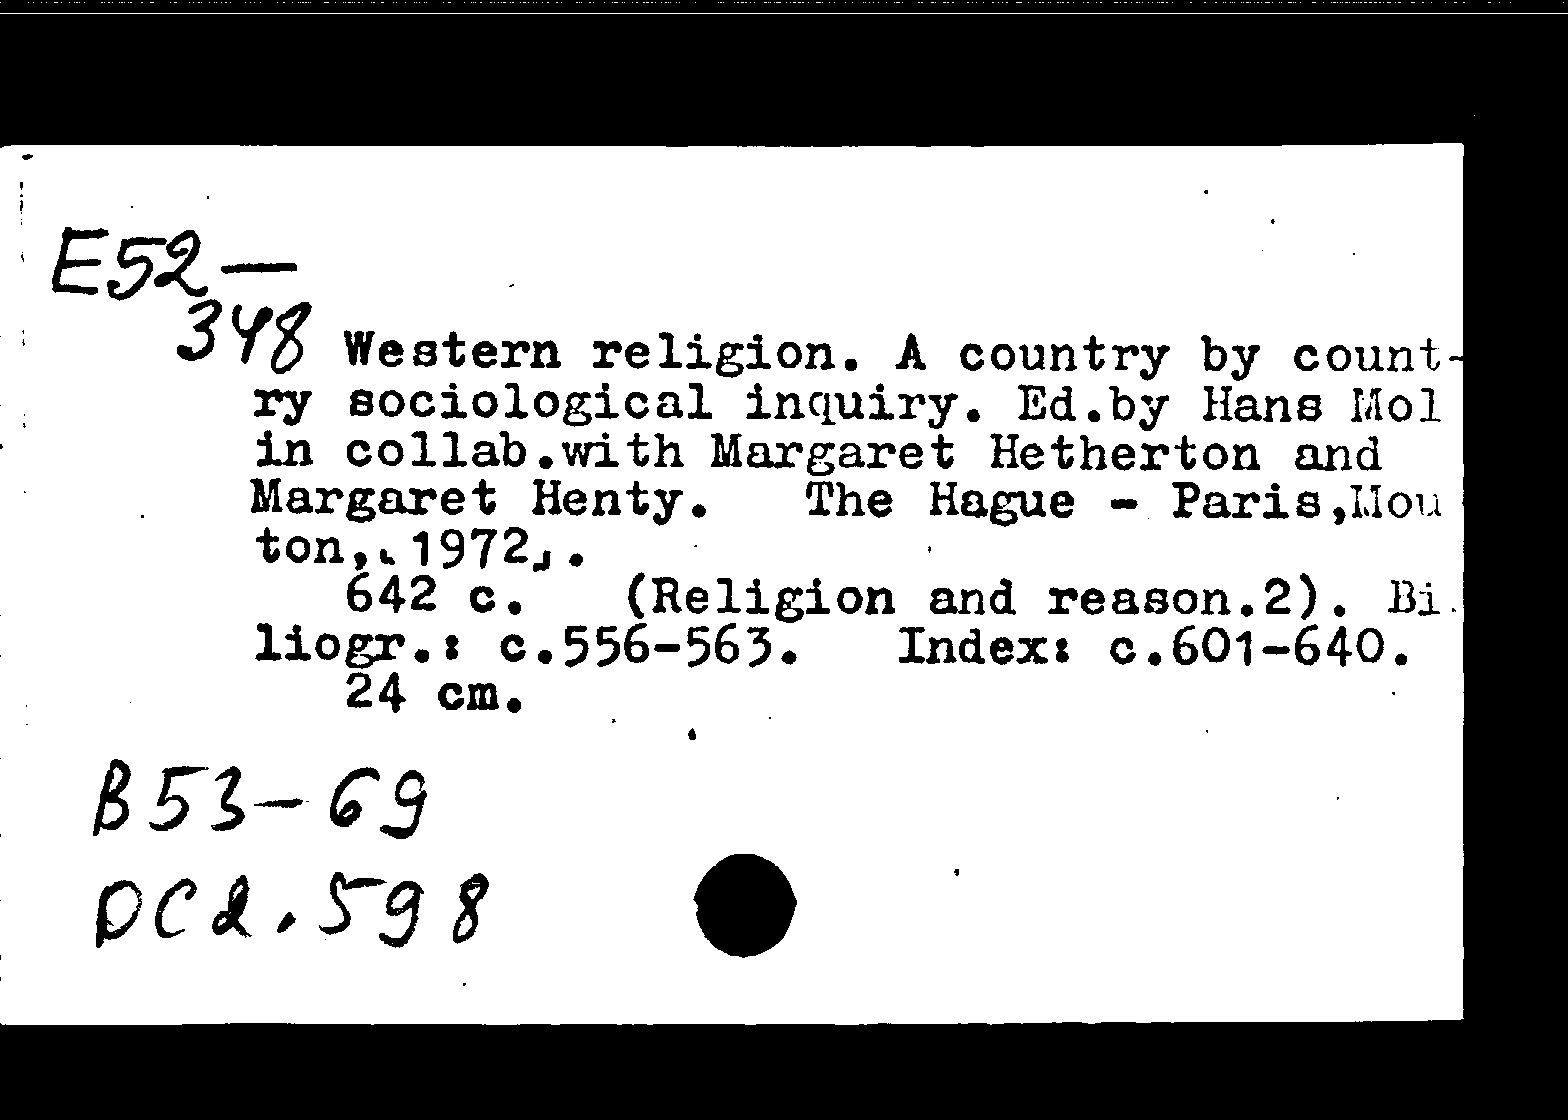 E52-
348
Western religion. A country by count-
ry sociological inquiry. Ed.by Hans Mol
in collab.with Margaret Hetherton and
Margaret Henty. The Hague - Paris,Mou
ton,[1972].
642 c. (Religion and reason.2). Bi
liogr.: c.556-563. Index: c.601-640.
24 cm.
B53-69
DC2.598